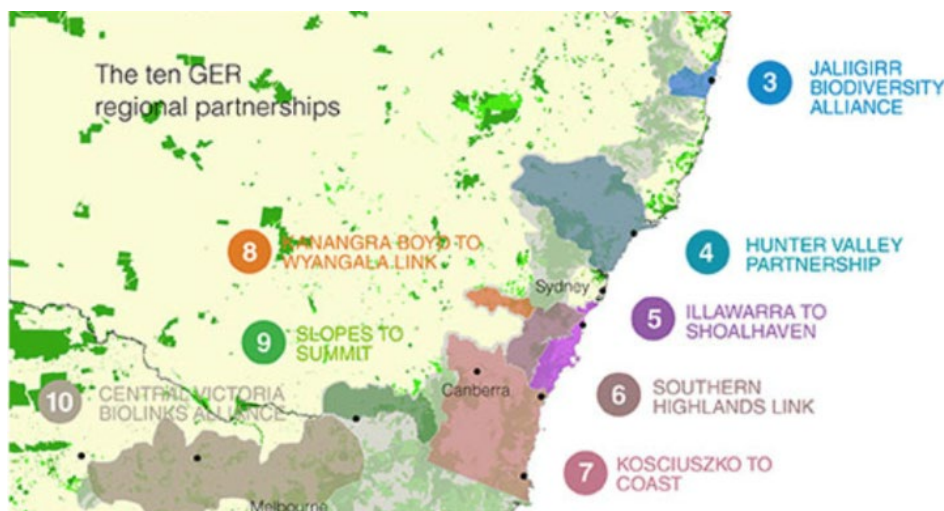 The ten GER
regional partnerships
3
JALIIGIRR
BIODIVERSITY
ALLIANCE
4
HUNTER VALLEY
PARTNERSHIP
8
KANANGRA BOYD TO
WYANGALA LINK
Sydney
5
ILLAWARRA TO
SHOALHAVEN
9
SLOPES TO
SUMMIT
Canberra
6
SOUTHERN
HIGHLANDS LINK
10
CENTRAL VICTORIA
BIOLINKS ALLIANCE
7
KOSCIUSZKO TO
COAST
Melbourne